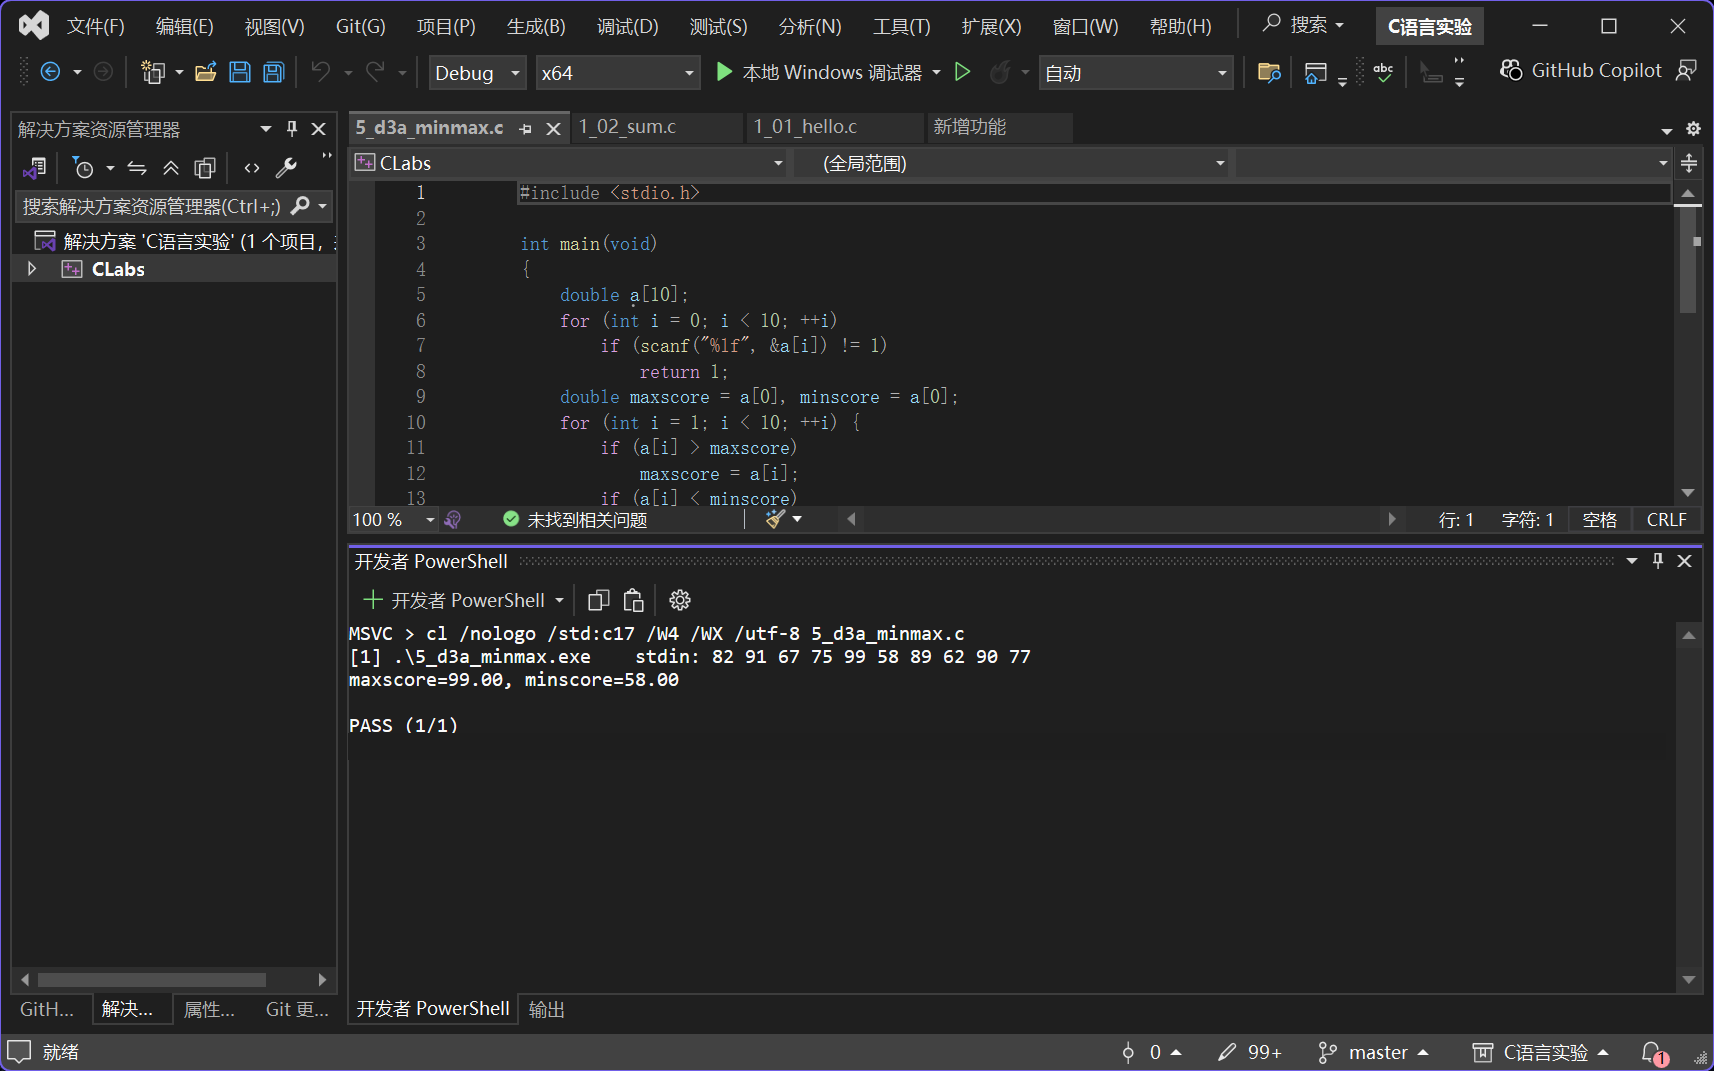 文件(F) 编辑(E) 视图(V) Git(G) 项目(P) 生成(B) 调试(D) 测试(S) 分析(N) 工具(T) 扩展(X) 窗口(W) 帮助(H) 搜索 C语言实验
Debug x64 本地 Windows 调试器 自动 GitHub Copilot
解决方案资源管理器
搜索解决方案资源管理器(Ctrl+;)
解决方案 'C语言实验' (1 个项目,
CLabs
5_d3a_minmax.c 1_02_sum.c 1_01_hello.c 新增功能
CLabs (全局范围)
1 #include <stdio.h>
2
3 int main(void)
4 {
5 double a[10];
6 for (int i = 0; i < 10; ++i)
7 if (scanf("%lf", &a[i]) != 1)
8 return 1;
9 double maxscore = a[0], minscore = a[0];
10 for (int i = 1; i < 10; ++i) {
11 if (a[i] > maxscore)
12 maxscore = a[i];
13 if (a[i] < minscore)
100 % 未找到相关问题 行: 1 字符: 1 空格 CRLF
开发者 PowerShell
开发者 PowerShell
MSVC > cl /nologo /std:c17 /W4 /WX /utf-8 5_d3a_minmax.c
[1] .\5_d3a_minmax.exe stdin: 82 91 67 75 99 58 89 62 90 77
maxscore=99.00, minscore=58.00
PASS (1/1)
GitH... 解决... 属性... Git 更...
开发者 PowerShell 输出
就绪 0 99+ master C语言实验 1